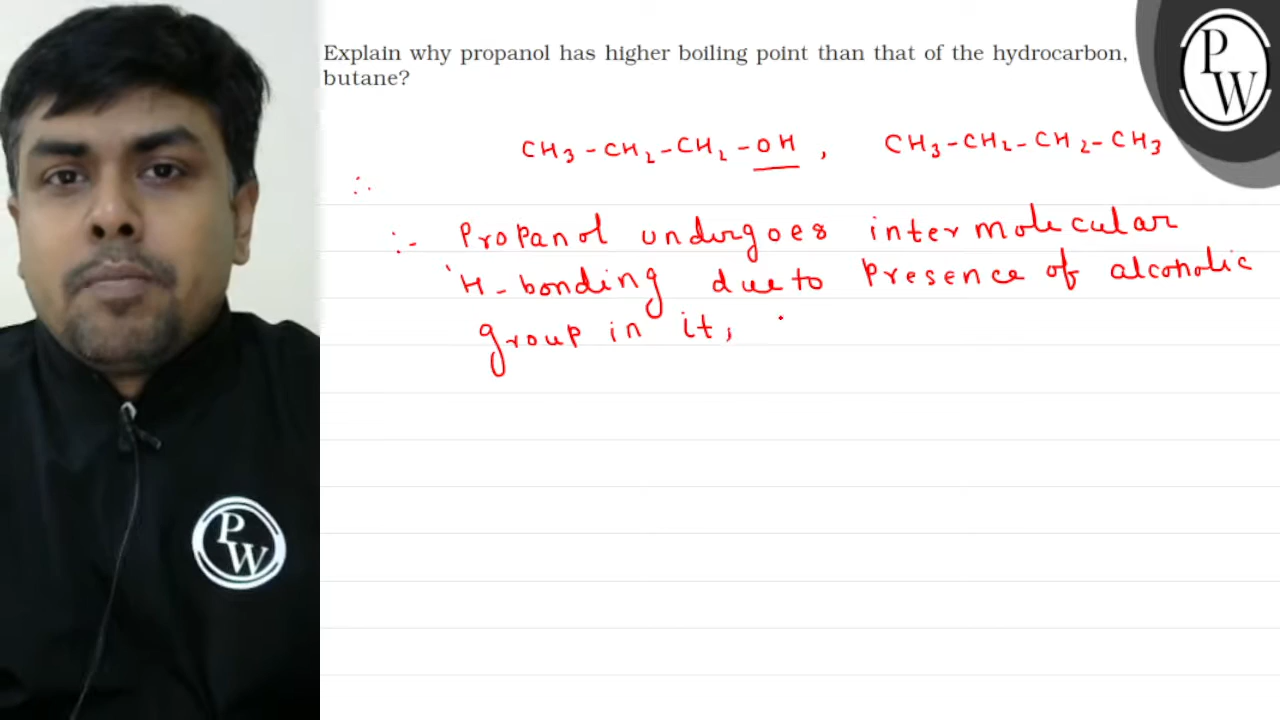 Explain why propanol has higher boiling point than that of the hydrocarbon,
butane?
CH3-CH2-CH2-OH, CH3-CH2-CH2-CH3
∴
:- Propanol undergoes intermolecular
'H-bonding due to presence of alcoholic
group in it,
PW
PW